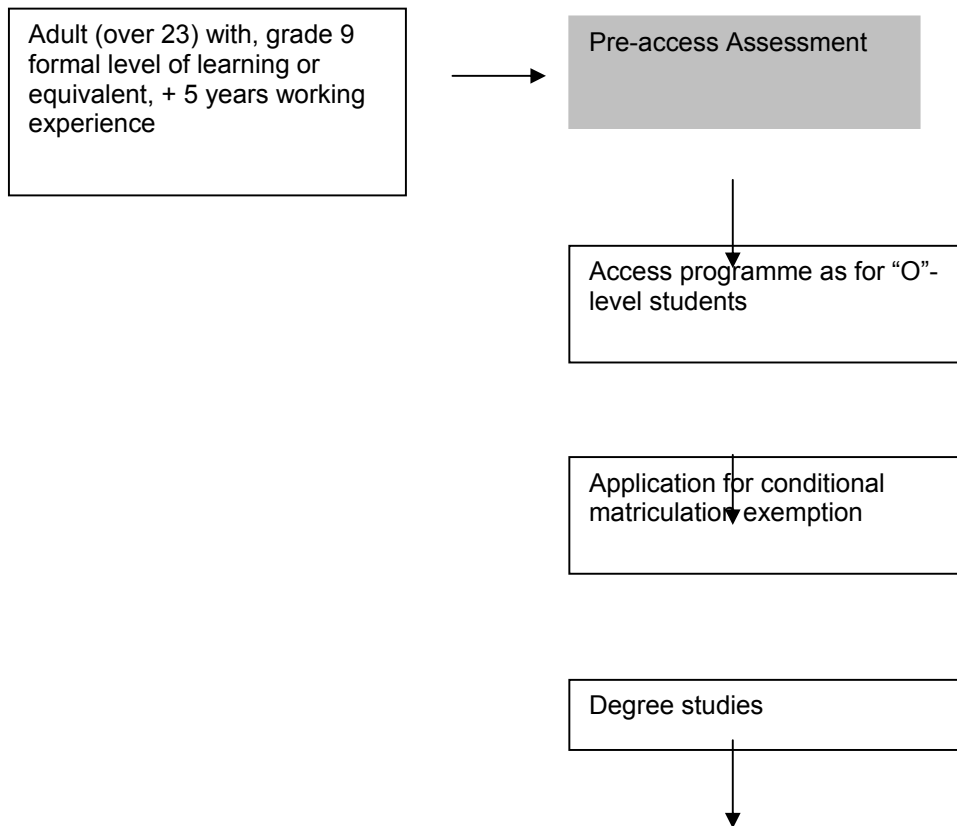 Adult (over 23) with, grade 9
formal level of learning or
equivalent, + 5 years working
experience
Pre-access Assessment
Access programme as for “O”-
level students
Application for conditional
matriculation exemption
Degree studies